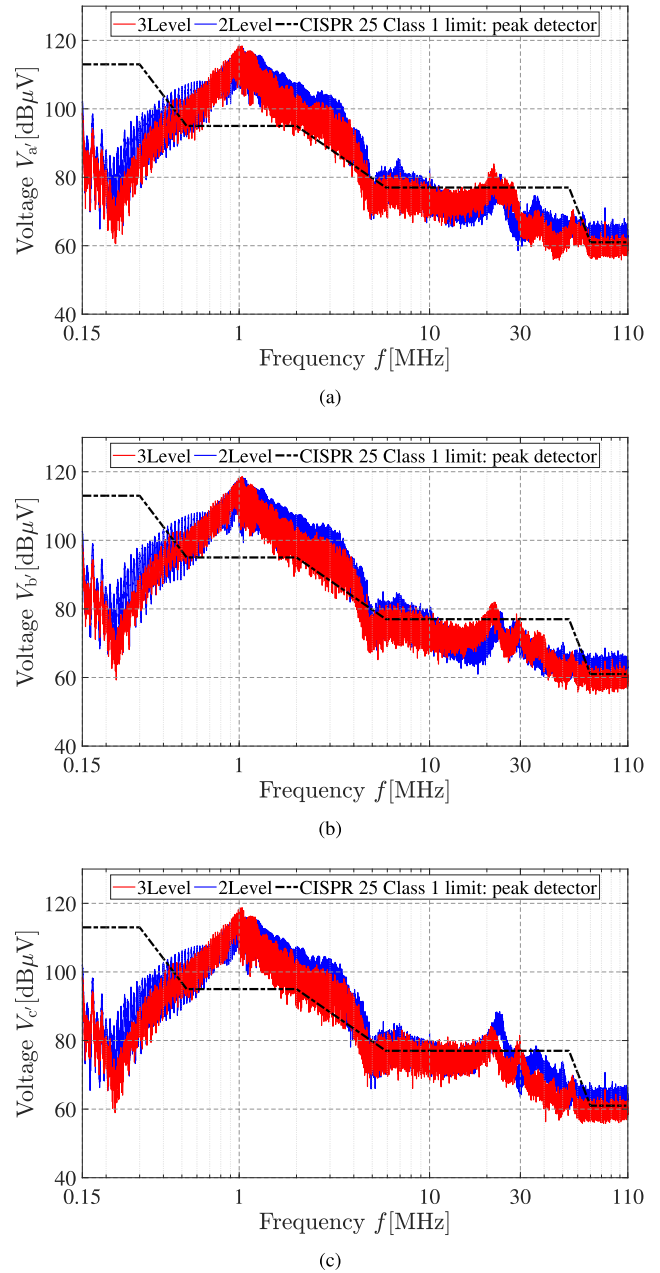 3Level 2Level CISPR 25 Class 1 limit: peak detector
120
100
80
60
40
Voltage V_a′ [dBμV]
0.15 1 10 30 110
Frequency f [MHz]
(a)
3Level 2Level CISPR 25 Class 1 limit: peak detector
120
100
80
60
40
Voltage V_b′ [dBμV]
0.15 1 10 30 110
Frequency f [MHz]
(b)
3Level 2Level CISPR 25 Class 1 limit: peak detector
120
100
80
60
40
Voltage V_c′ [dBμV]
0.15 1 10 30 110
Frequency f [MHz]
(c)